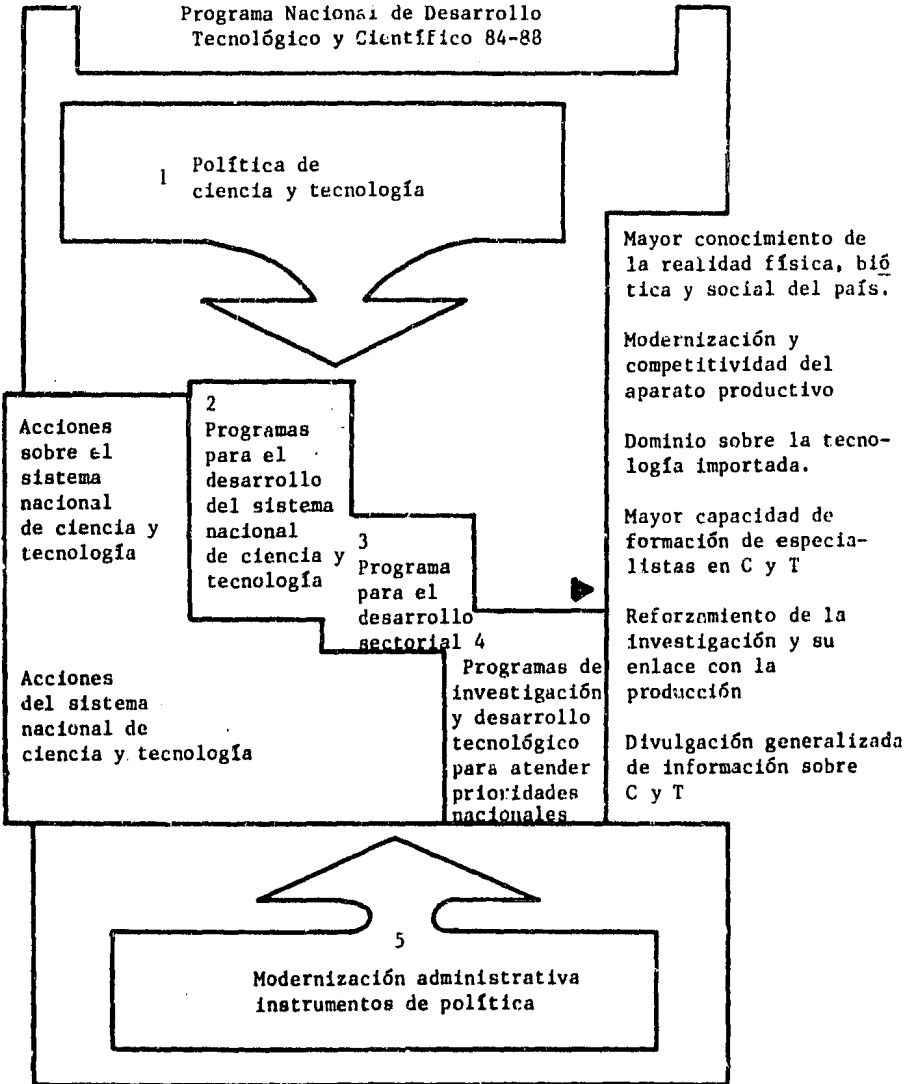 Programa Nacional de Desarrollo
Tecnológico y Científico 84-88
1 Política de
ciencia y tecnología
Acciones
sobre el
sistema
nacional
de ciencia y
tecnología
2
Programas
para el
desarrollo
del sistema
nacional
de ciencia y
tecnología
3
Programa
para el
desarrollo
sectorial 4
Programas de
investigación
y desarrollo
tecnológico
para atender
prioridades
nacionales
Acciones
del sistema
nacional de
ciencia y tecnología
Mayor conocimiento de
la realidad física, bió
tica y social del país.
Modernización y
competitividad del
aparato productivo
Dominio sobre la tecno-
logía importada.
Mayor capacidad de
formación de especia-
listas en C y T
Reforzamiento de la
investigación y su
enlace con la
producción
Divulgación generalizada
de información sobre
C y T
5
Modernización administrativa
instrumentos de política